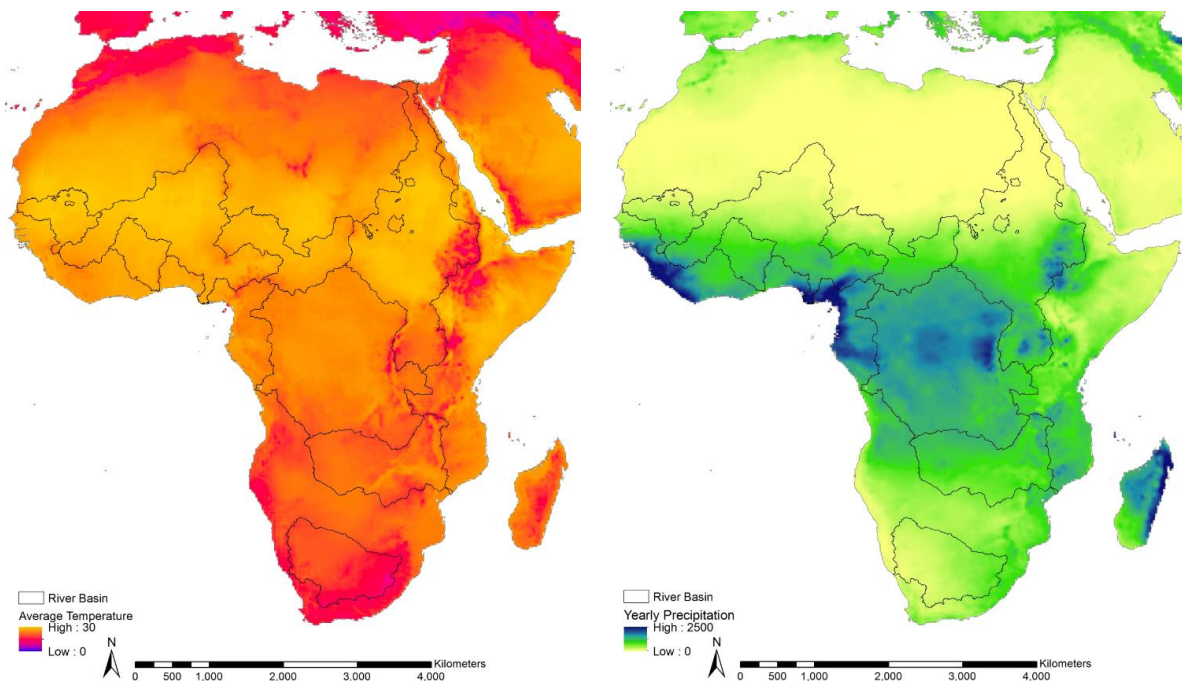 River Basin
Average Temperature
High : 30
Low : 0
N
Kilometers
0 500 1,000 2,000 3,000 4,000
River Basin
Yearly Precipitation
High : 2500
Low : 0
N
Kilometers
0 500 1,000 2,000 3,000 4,000